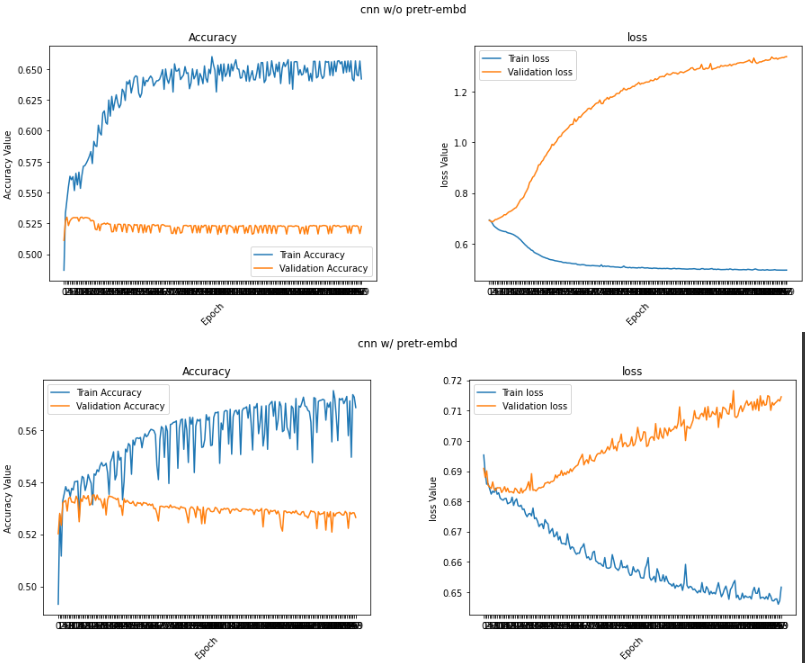 cnn w/o pretr-embd
Accuracy
Accuracy Value
0.650
0.625
0.600
0.575
0.550
0.525
0.500
Train Accuracy
Validation Accuracy
Epoch
loss
loss Value
1.2
1.0
0.8
0.6
Train loss
Validation loss
Epoch
cnn w/ pretr-embd
Accuracy
Accuracy Value
0.56
0.54
0.52
0.50
Train Accuracy
Validation Accuracy
Epoch
loss
loss Value
0.72
0.71
0.70
0.69
0.68
0.67
0.66
0.65
Train loss
Validation loss
Epoch